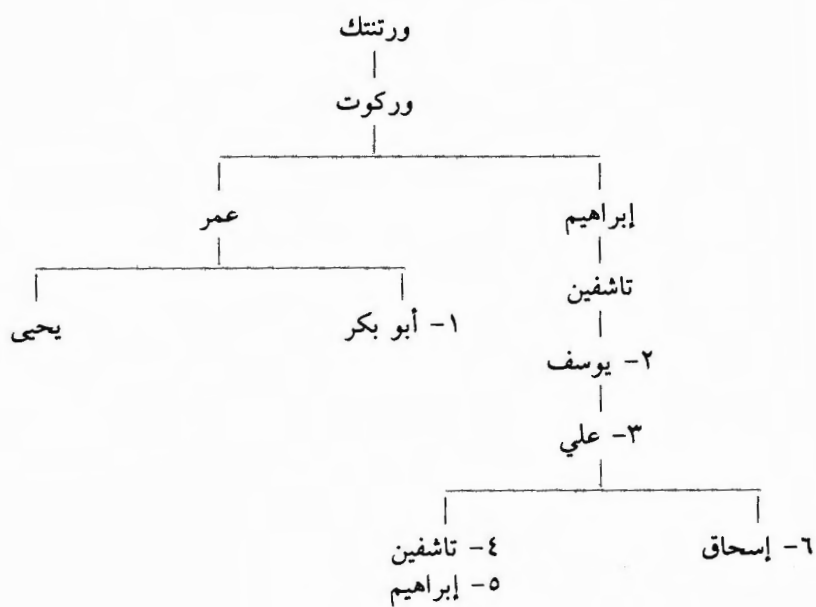 ورتنتك
وركوت
إبراهيم
عمر
تاشفين
١- أبو بكر
يحيى
٢- يوسف
٣- علي
٦- إسحاق
٤- تاشفين
٥- إبراهيم